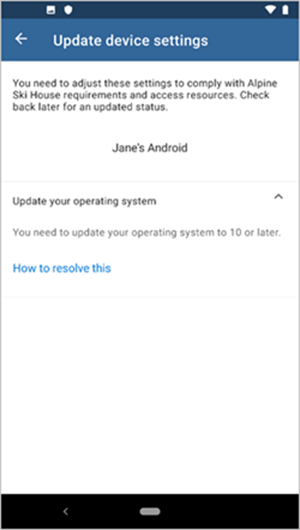 Update device settings
You need to adjust these settings to comply with Alpine
Ski House requirements and access resources. Check
back later for an updated status.
Jane's Android
Update your operating system
You need to update your operating system to 10 or later.
How to resolve this